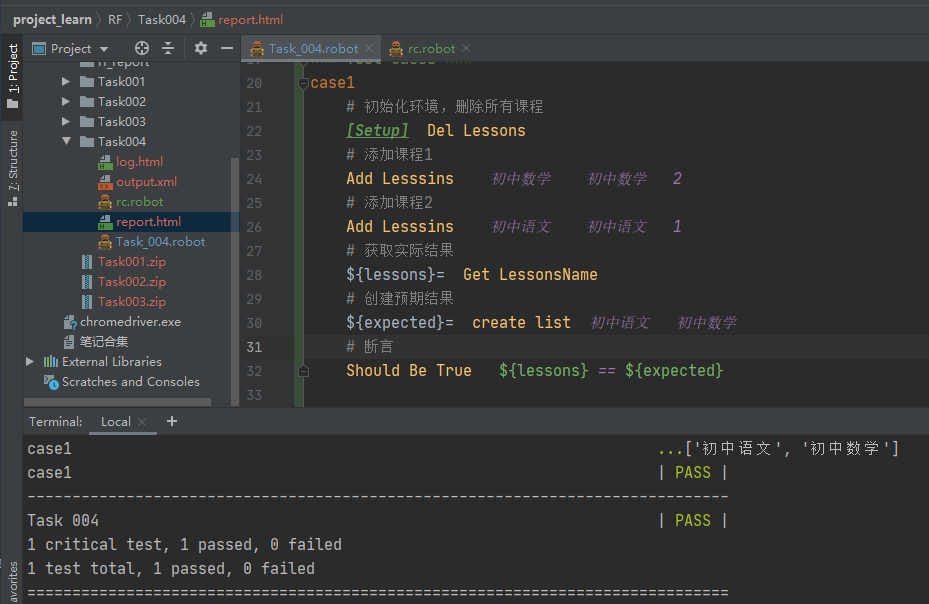 project_learn RF Task004 report.html
1: Project
7: Structure
avorites
Project
Task_004.robot rc.robot
Task001
Task002
Task003
Task004
log.html
output.xml
rc.robot
report.html
Task_004.robot
Task001.zip
Task002.zip
Task003.zip
chromedriver.exe
笔记合集
External Libraries
Scratches and Consoles
20 case1
21 # 初始化环境，删除所有课程
22 [Setup] Del Lessons
23 # 添加课程1
24 Add Lesssins 初中数学 初中数学 2
25 # 添加课程2
26 Add Lesssins 初中语文 初中语文 1
27 # 获取实际结果
28 ${lessons}= Get LessonsName
29 # 创建预期结果
30 ${expected}= create list 初中语文 初中数学
31 # 断言
32 Should Be True ${lessons} == ${expected}
33
Terminal: Local +
case1 ...['初中语文', '初中数学']
case1 | PASS |
------------------------------------------------------------------------------
Task 004 | PASS |
1 critical test, 1 passed, 0 failed
1 test total, 1 passed, 0 failed
==============================================================================